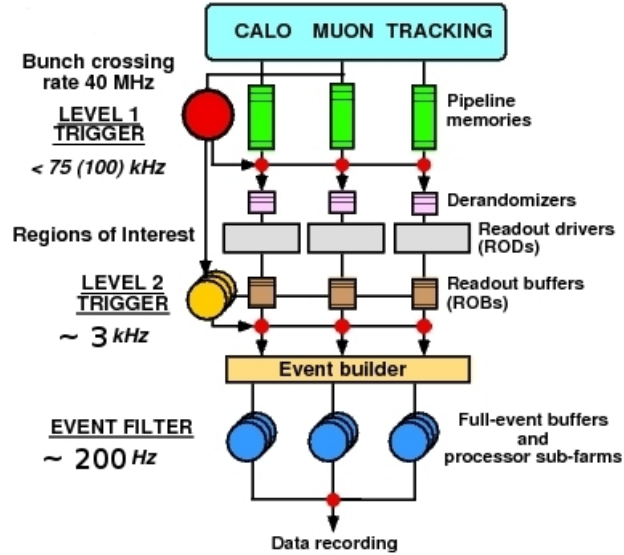 CALO MUON TRACKING
Bunch crossing
rate 40 MHz
LEVEL 1
TRIGGER
< 75 (100) kHz
Pipeline
memories
Derandomizers
Regions of Interest
Readout drivers
(RODs)
LEVEL 2
TRIGGER
~ 3 kHz
Readout buffers
(ROBs)
Event builder
EVENT FILTER
~ 200 Hz
Full-event buffers
and
processor sub-farms
Data recording